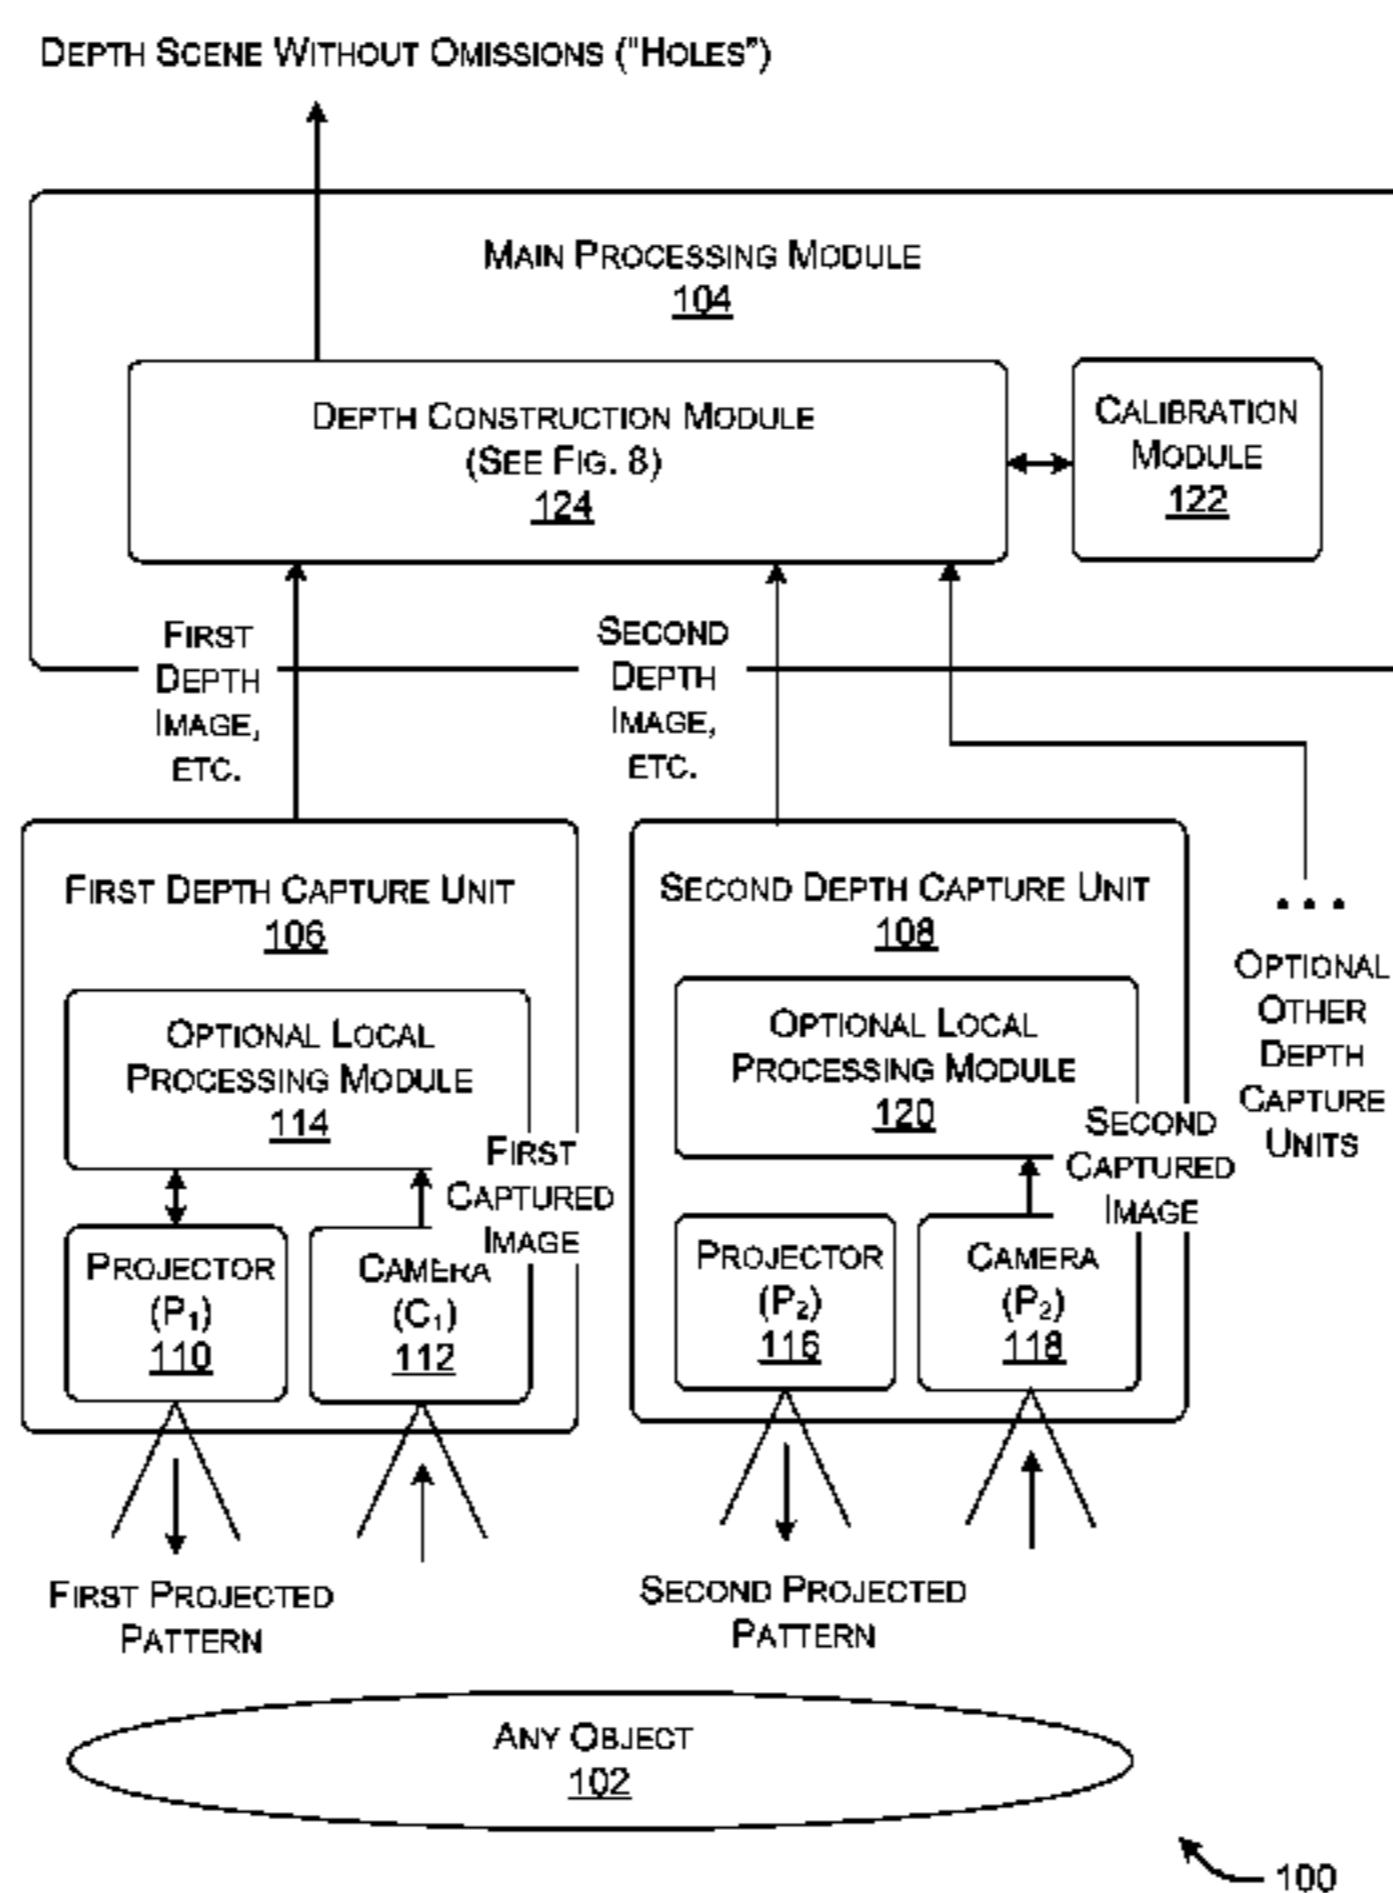 DEPTH SCENE WITHOUT OMISSIONS ("HOLES")
MAIN PROCESSING MODULE
104
DEPTH CONSTRUCTION MODULE
(SEE FIG. 8)
124
CALIBRATION
MODULE
122
FIRST
DEPTH
IMAGE,
ETC.
SECOND
DEPTH
IMAGE,
ETC.
FIRST DEPTH CAPTURE UNIT
106
OPTIONAL LOCAL
PROCESSING MODULE
114
FIRST
CAPTURED
IMAGE
PROJECTOR
(P1)
110
CAMERA
(C1)
112
SECOND DEPTH CAPTURE UNIT
108
OPTIONAL LOCAL
PROCESSING MODULE
120
SECOND
CAPTURED
IMAGE
PROJECTOR
(P2)
116
CAMERA
(P2)
118
• • •
OPTIONAL
OTHER
DEPTH
CAPTURE
UNITS
FIRST PROJECTED
PATTERN
SECOND PROJECTED
PATTERN
ANY OBJECT
102
100